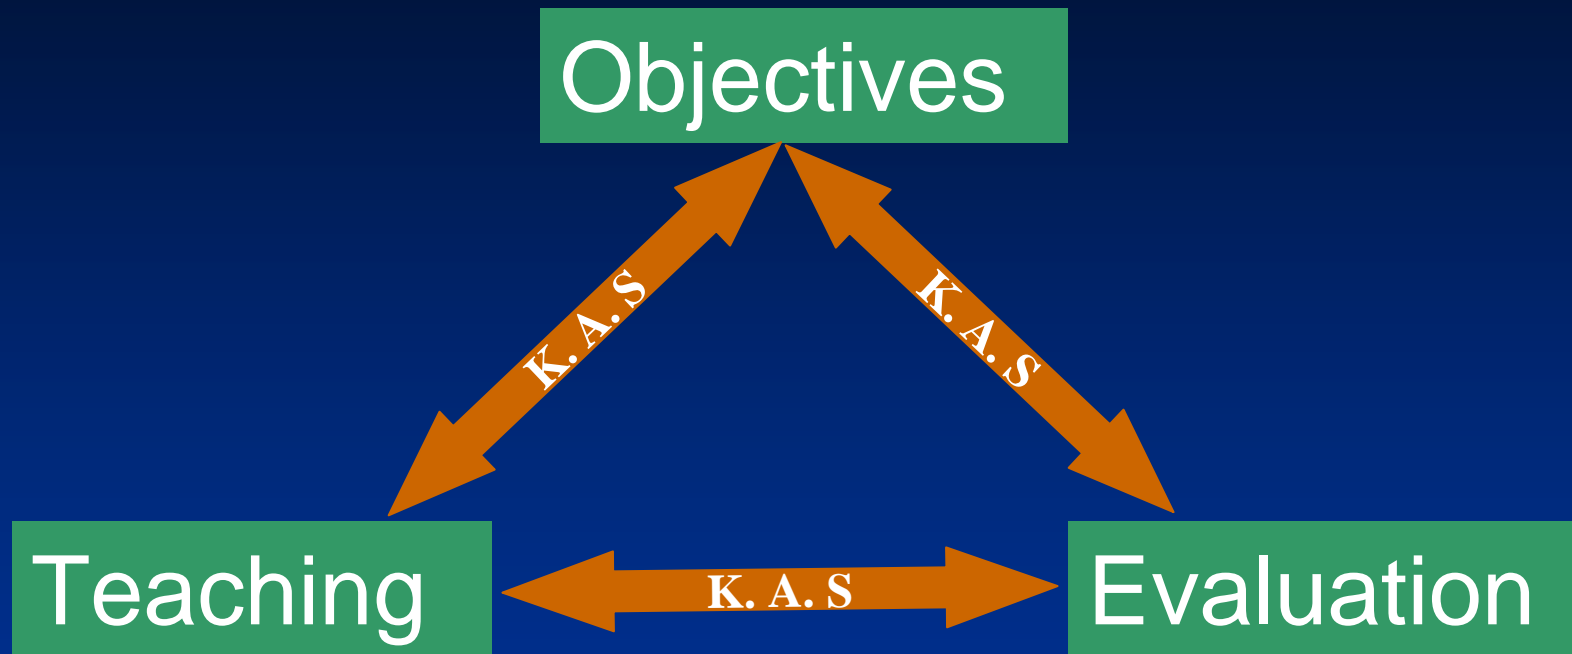 Objectives
K. A. S
K. A. S
Teaching
K. A. S
Evaluation